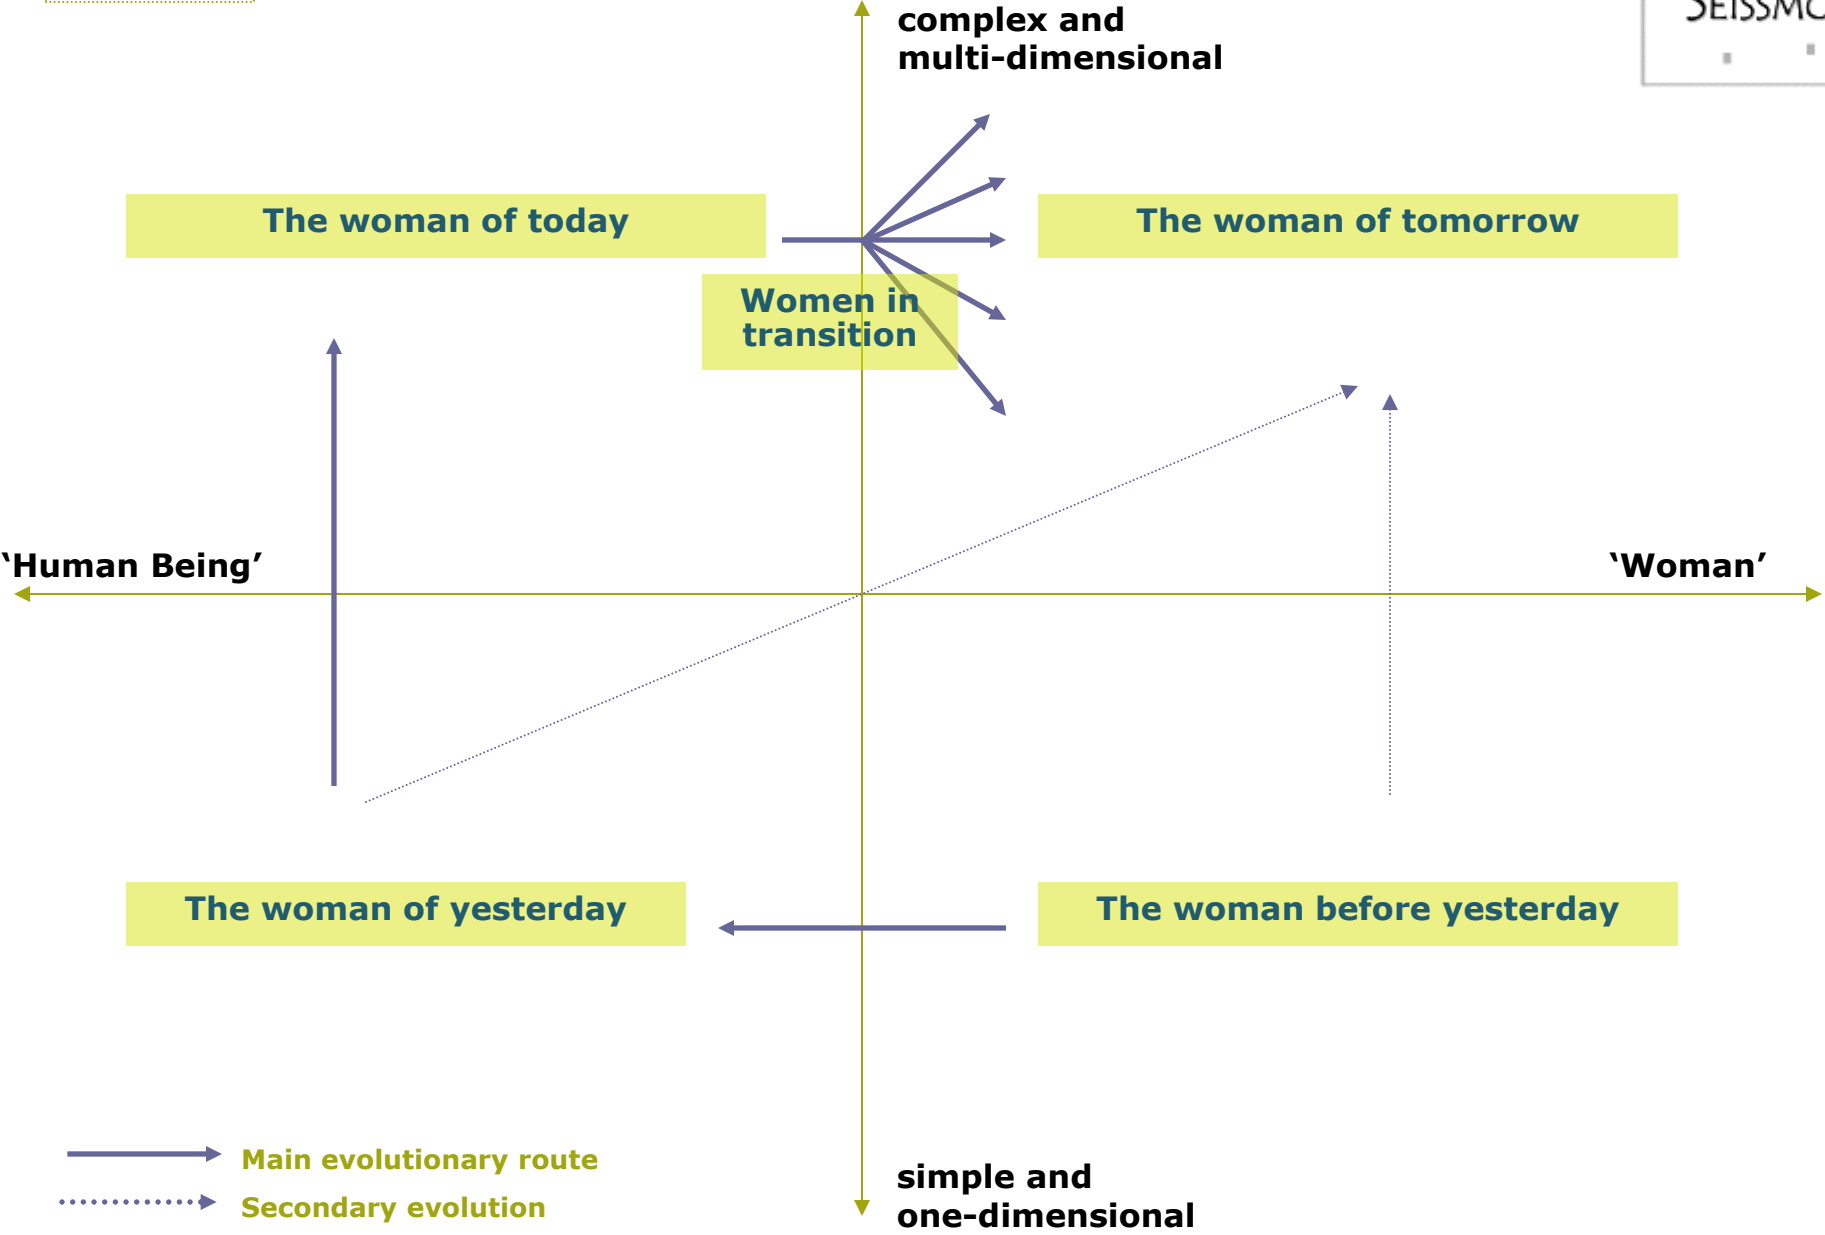 complex and
multi-dimensional
The woman of today
The woman of tomorrow
Women in
transition
‘Human Being’
‘Woman’
The woman of yesterday
The woman before yesterday
Main evolutionary route
Secondary evolution
simple and
one-dimensional